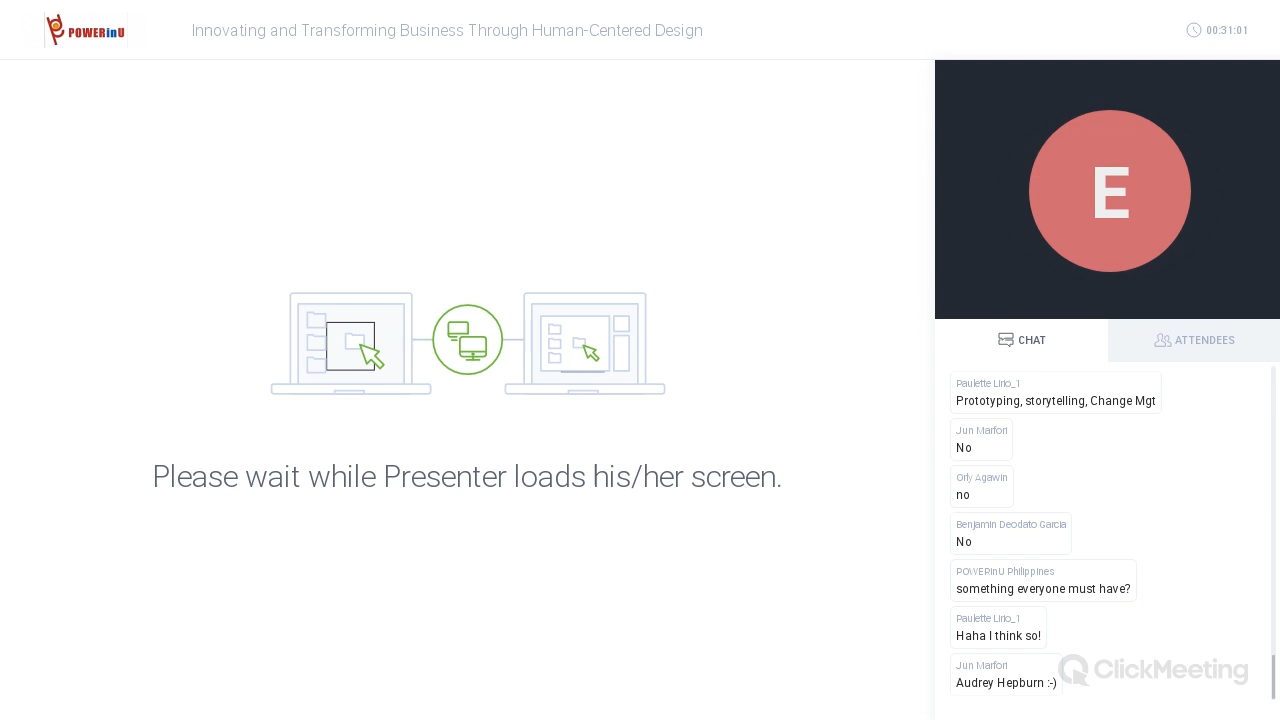 POWERinU
Innovating and Transforming Business Through Human-Centered Design
00:31:01
E
CHAT
ATTENDEES
Paulette Lirio_1
Prototyping, storytelling, Change Mgt
Jun Marfori
No
Orly Agawin
no
Benjamin Deodato Garcia
No
POWERinU Philippines
something everyone must have?
Paulette Lirio_1
Haha I think so!
Jun Marfori
Audrey Hepburn :-)
ClickMeeting
Please wait while Presenter loads his/her screen.